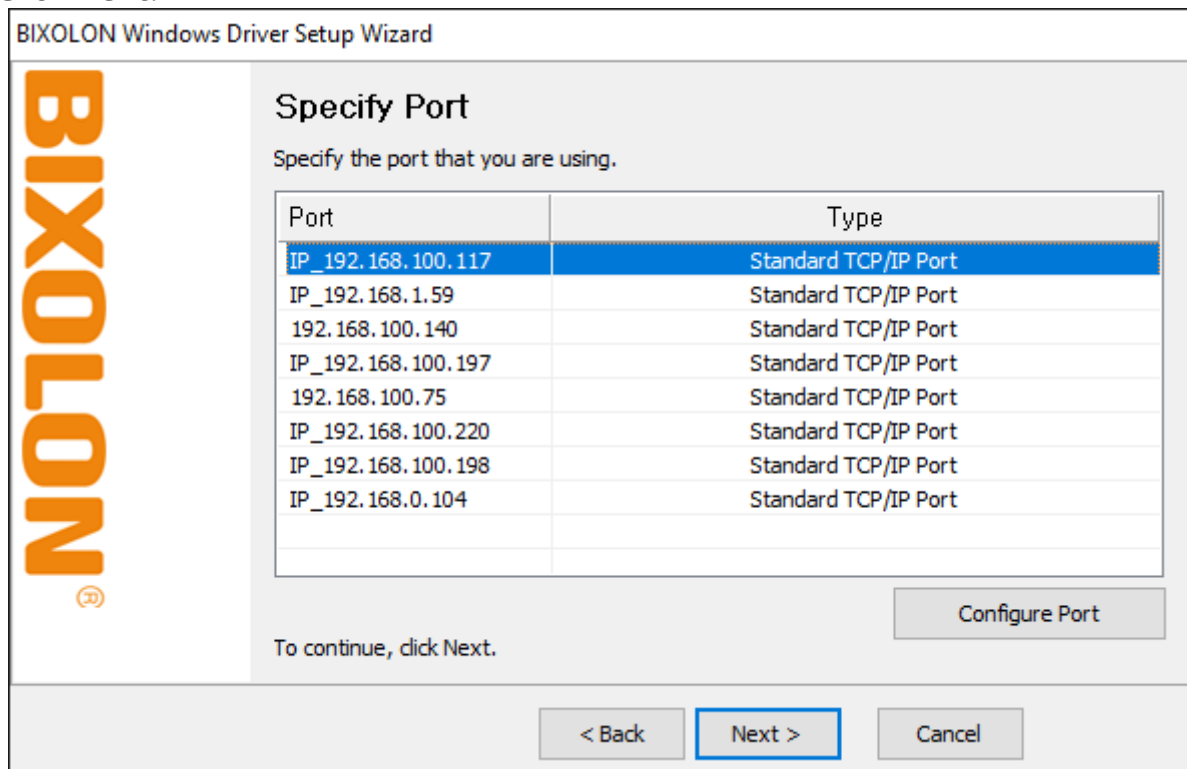 BIXOLON Windows Driver Setup Wizard
BIXOLON®
Specify Port
Specify the port that you are using.
Port Type
IP_192.168.100.117 Standard TCP/IP Port
IP_192.168.1.59 Standard TCP/IP Port
192.168.100.140 Standard TCP/IP Port
IP_192.168.100.197 Standard TCP/IP Port
192.168.100.75 Standard TCP/IP Port
IP_192.168.100.220 Standard TCP/IP Port
IP_192.168.100.198 Standard TCP/IP Port
IP_192.168.0.104 Standard TCP/IP Port
Configure Port
To continue, click Next.
< Back Next > Cancel